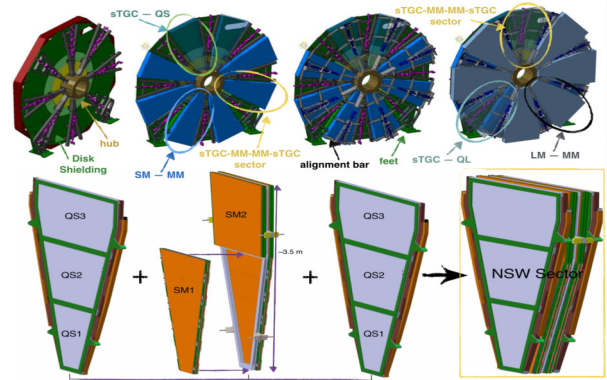 sTGC — QS
sTGC-MM-MM-sTGC
sector
hub
Disk
Shielding
SM — MM
sTGC-MM-MM-sTGC
sector
alignment bar
feet
sTGC — QL
LM — MM
QS3
QS2
QS1
+
SM1
SM2
~3.5 m
+
QS3
QS2
QS1
NSW Sector